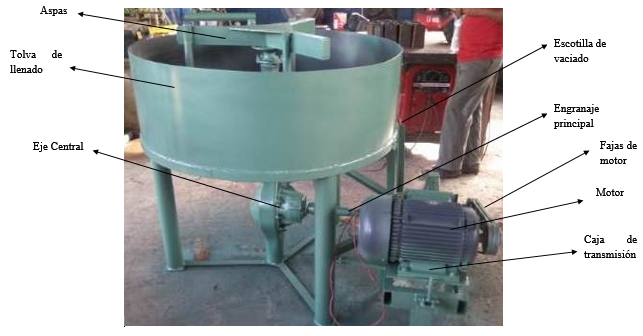 Aspas
Tolva de
llenado
Eje Central
Escotilla de
vaciado
Engranaje
principal
Fajas de
motor
Motor
Caja de
transmisión